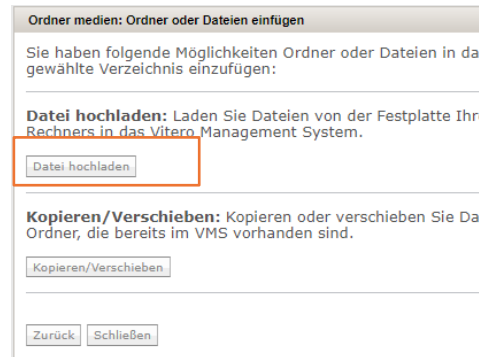 Ordner medien: Ordner oder Dateien einfügen
Sie haben folgende Möglichkeiten Ordner oder Dateien in da
gewählte Verzeichnis einzufügen:
Datei hochladen: Laden Sie Dateien von der Festplatte Ihr
Rechners in das Vitero Management System.
Datei hochladen
Kopieren/Verschieben: Kopieren oder verschieben Sie Da
Ordner, die bereits im VMS vorhanden sind.
Kopieren/Verschieben
Zurück Schließen